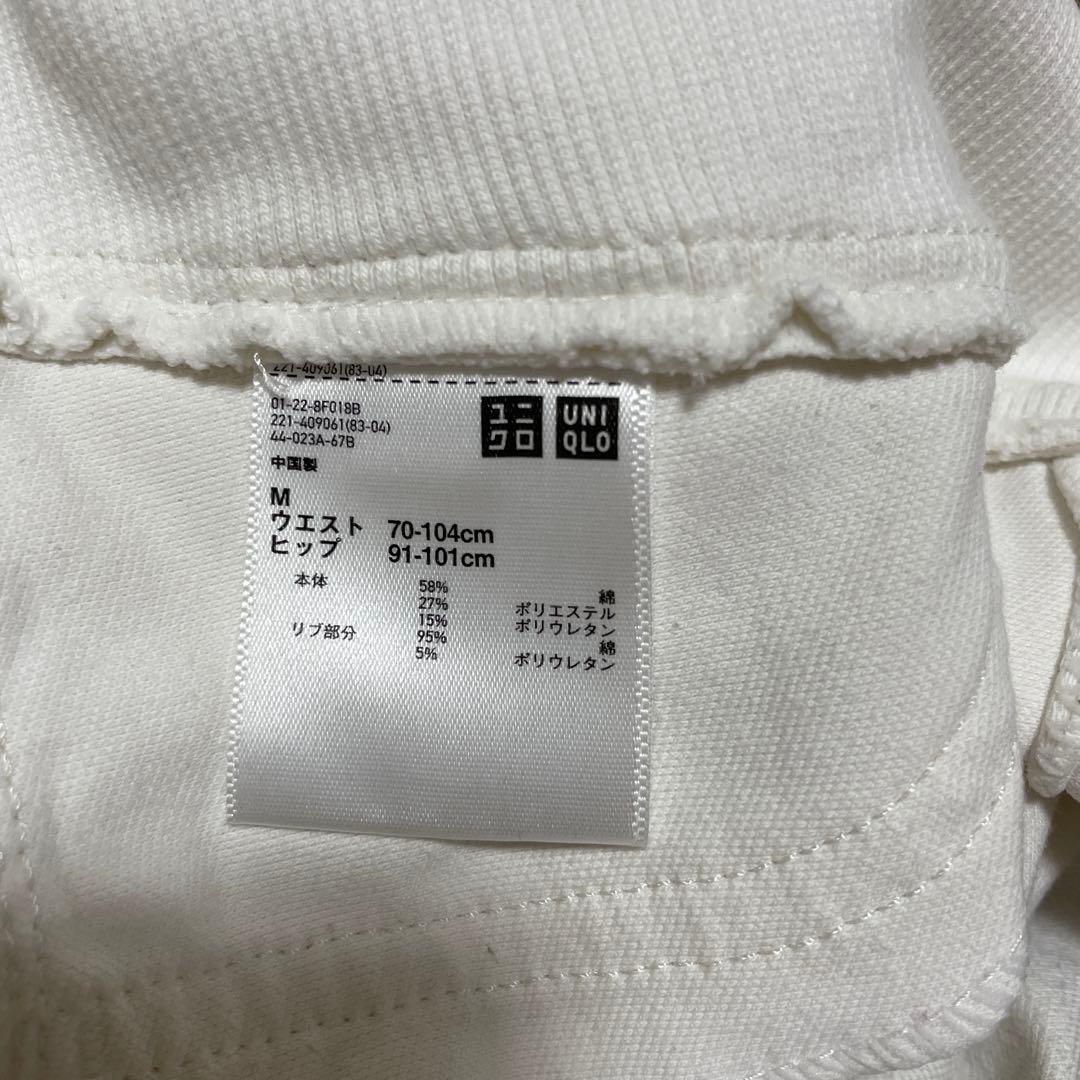 221-409061(83-04)
01-22-8F018B
221-409061(83-04)
44-023A-67B
ユニクロ
UNIQLO
中国製
M
ウエスト 70-104cm
ヒップ 91-101cm
本体 58% 綿
27% ポリエステル
15% ポリウレタン
リブ部分 95% 綿
5% ポリウレタン